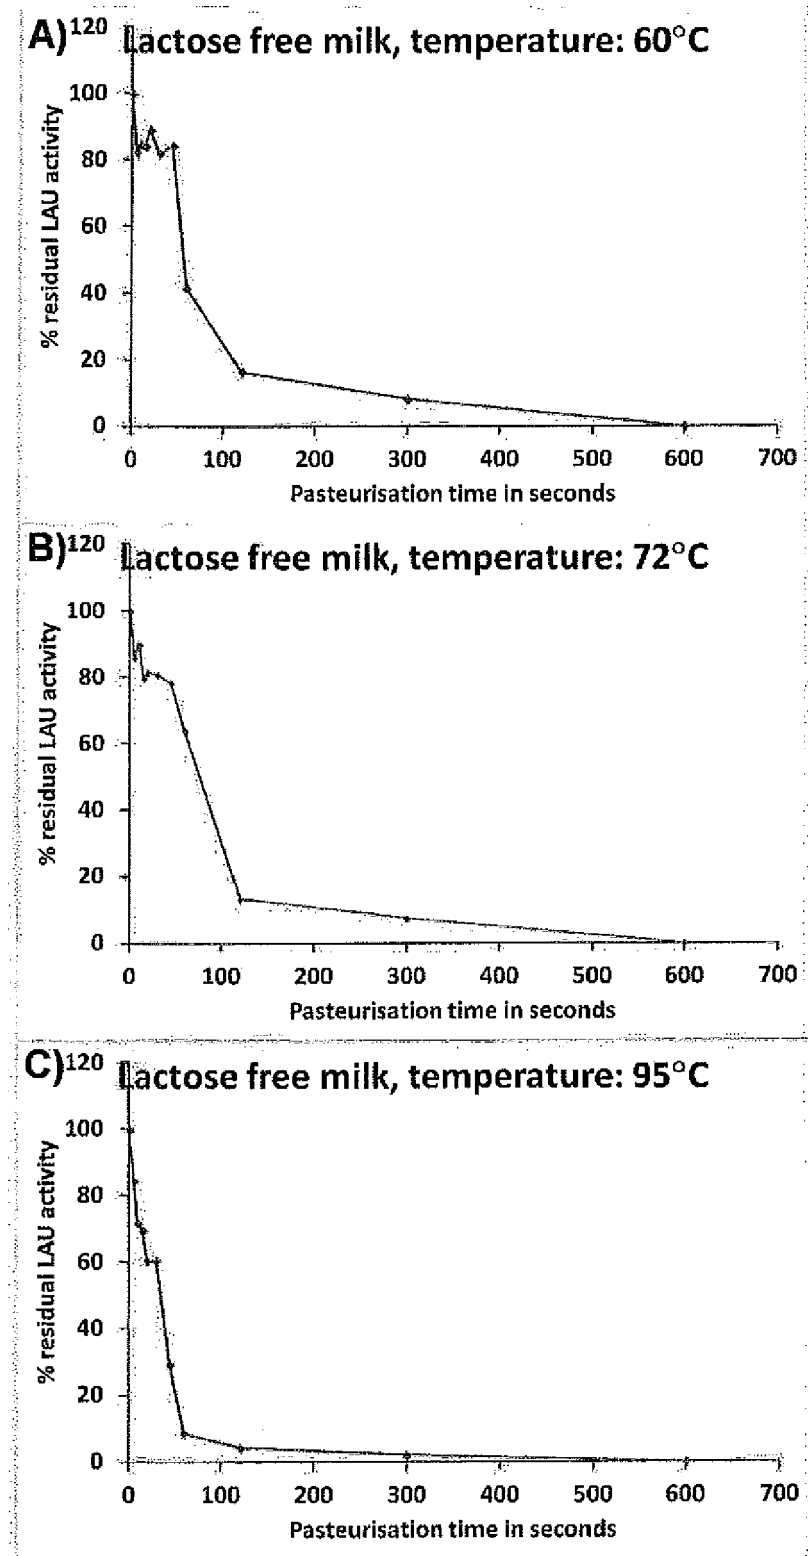 A) Lactose free milk, temperature: 60°C
120
100
80
60
40
20
0
% residual LAU activity
0 100 200 300 400 500 600 700
Pasteurisation time in seconds
B) Lactose free milk, temperature: 72°C
120
100
80
60
40
20
0
% residual LAU activity
0 100 200 300 400 500 600 700
Pasteurisation time in seconds
C) Lactose free milk, temperature: 95°C
120
100
80
60
40
20
0
% residual LAU activity
0 100 200 300 400 500 600 700
Pasteurisation time in seconds